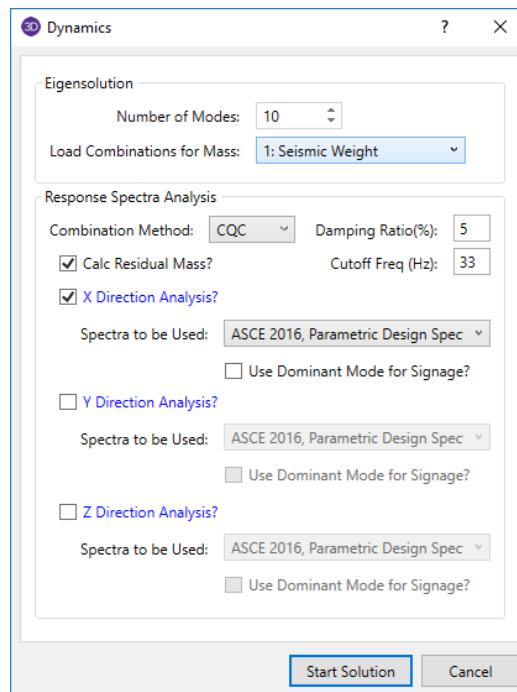 3D Dynamics ?
Eigensolution
Number of Modes: 10
Load Combinations for Mass: 1: Seismic Weight
Response Spectra Analysis
Combination Method: CQC Damping Ratio(%): 5
Calc Residual Mass? Cutoff Freq (Hz): 33
X Direction Analysis?
Spectra to be Used: ASCE 2016, Parametric Design Spec
Use Dominant Mode for Signage?
Y Direction Analysis?
Spectra to be Used: ASCE 2016, Parametric Design Spec
Use Dominant Mode for Signage?
Z Direction Analysis?
Spectra to be Used: ASCE 2016, Parametric Design Spec
Use Dominant Mode for Signage?
Start Solution Cancel